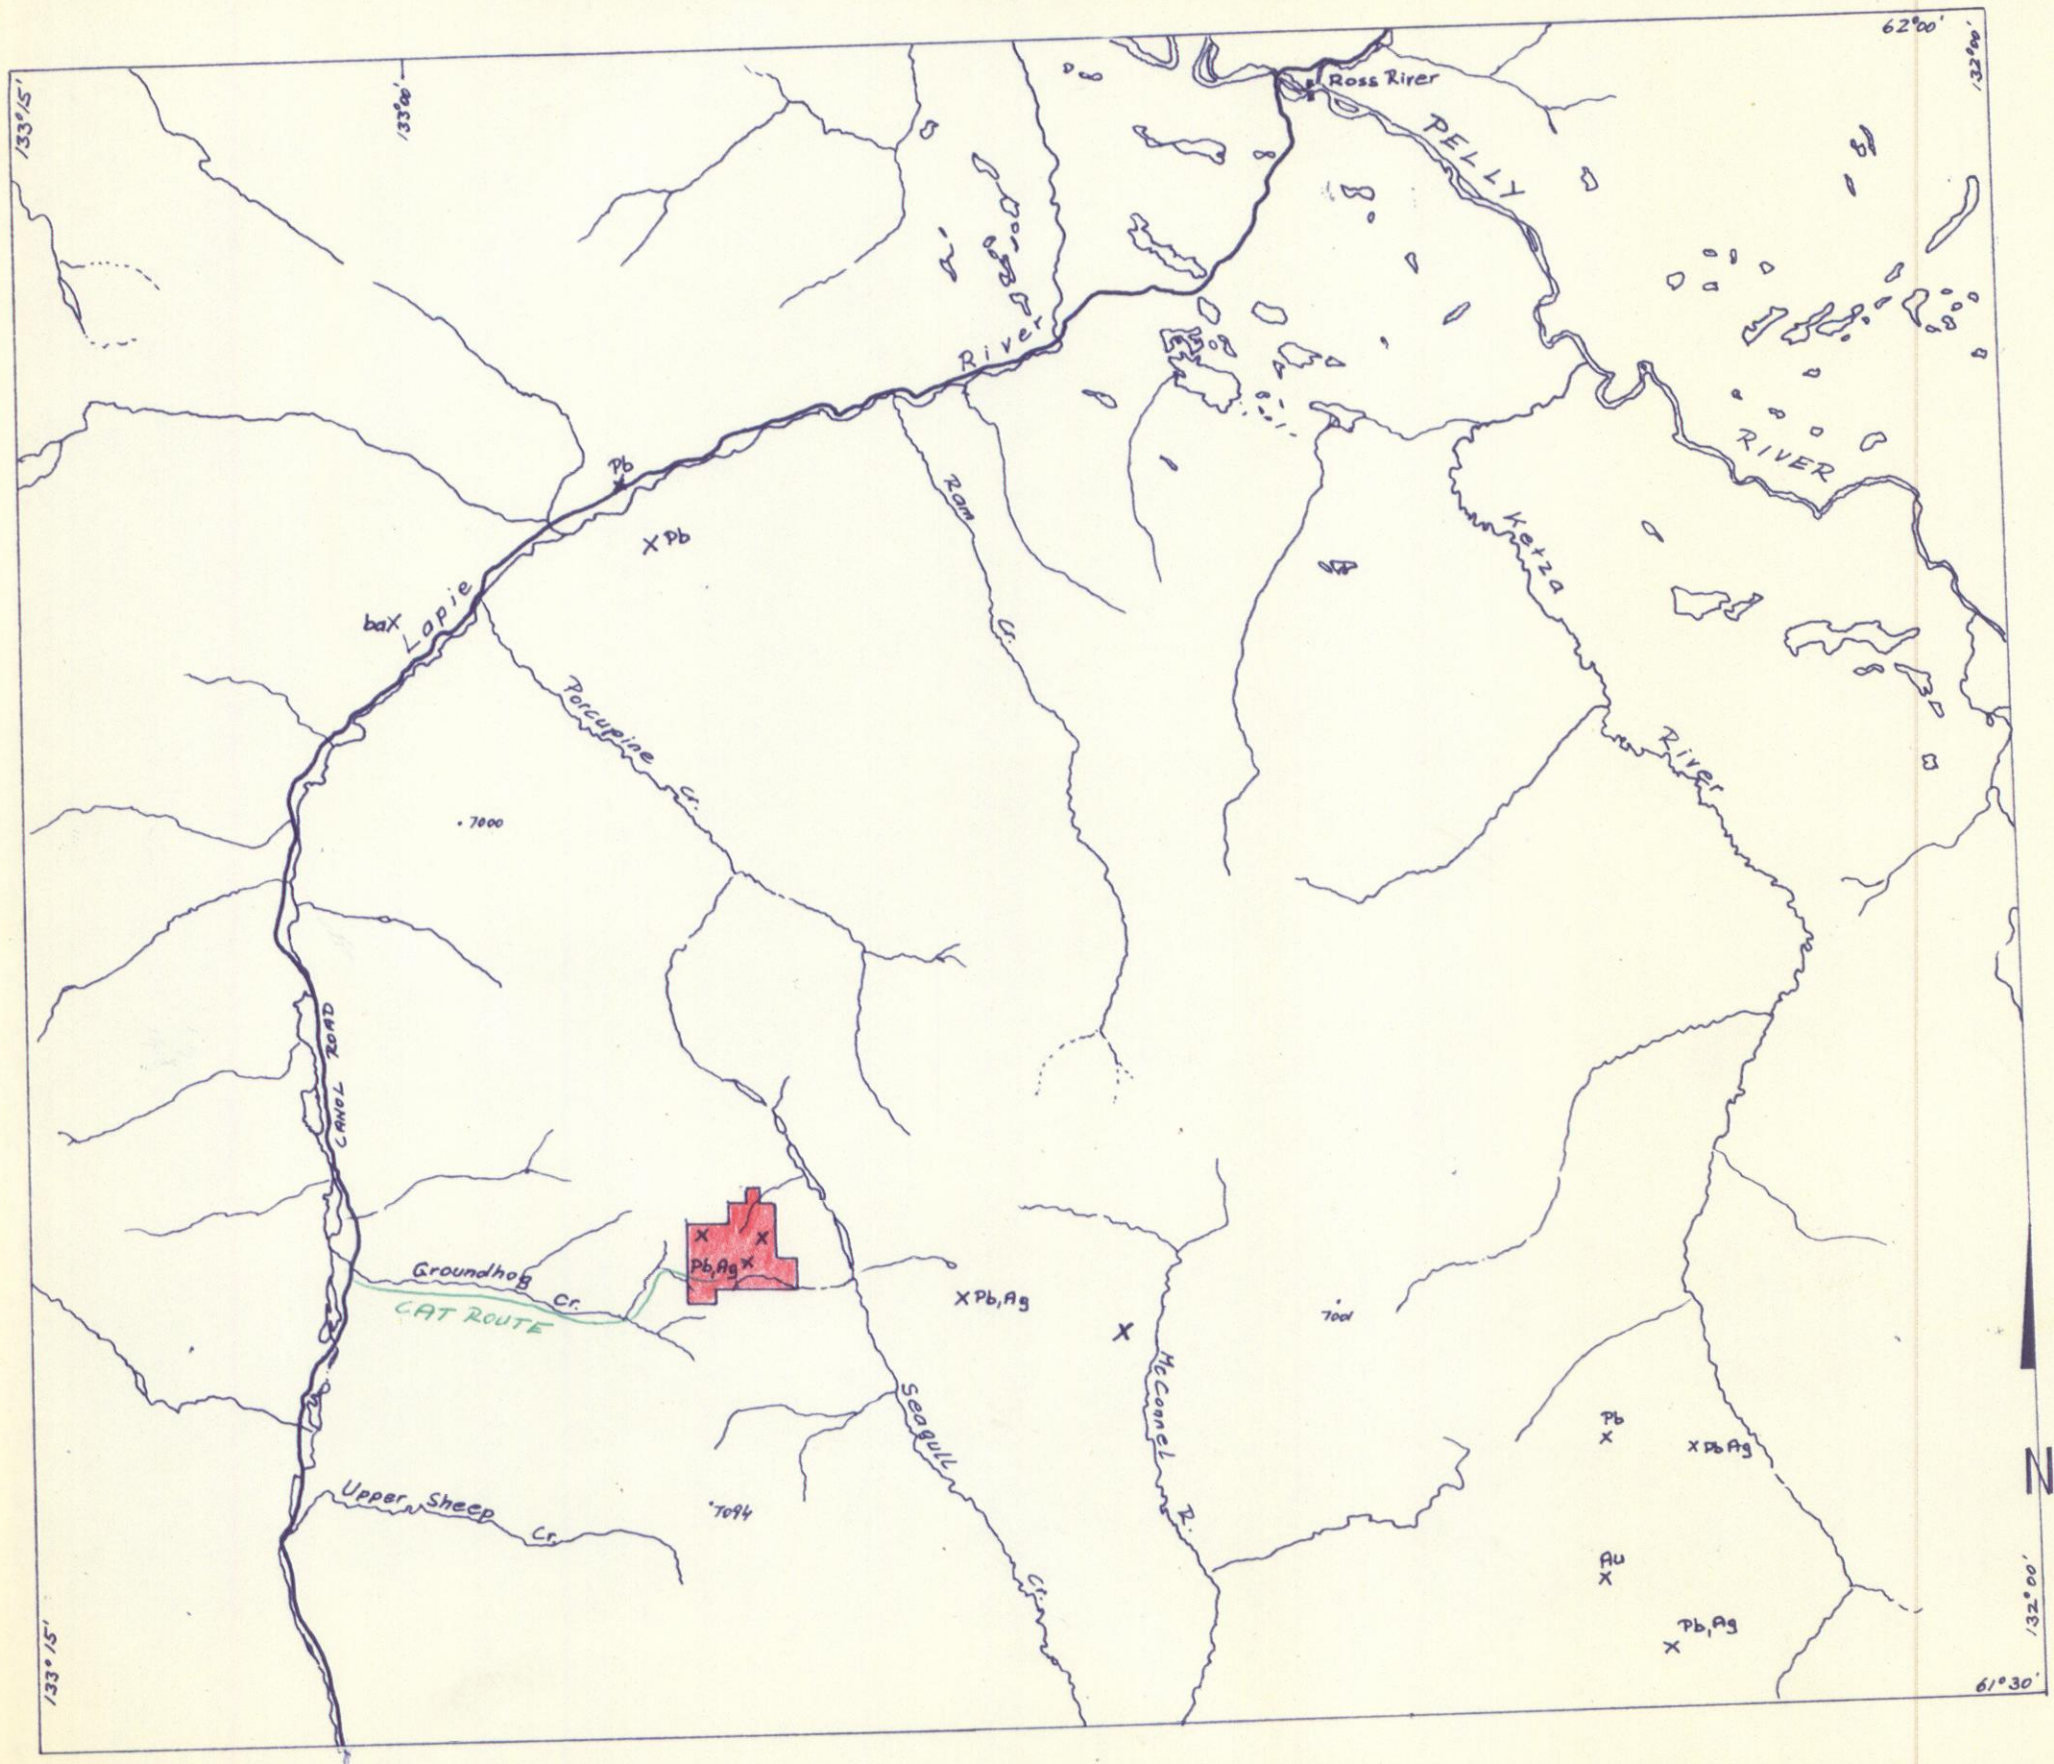 62°00'
133°15'
133°00'
132°00'
Ross River
PELLY
River
RIVER
Pb
X Pb
Ram
Cr.
Ketza
River
baX
Lapie
Porcupine
Cr.
. 7000
CANOL ROAD
X
X
Pb,Ag X
Groundhog
Cr.
CAT ROUTE
X Pb,Ag
X
7001
McConnel
R.
Seagull
Cr.
Pb
X
X Pb Ag
N
Upper Sheep
Cr.
7094
Au
X
Pb,Ag
X
132°00'
133°15'
61°30'